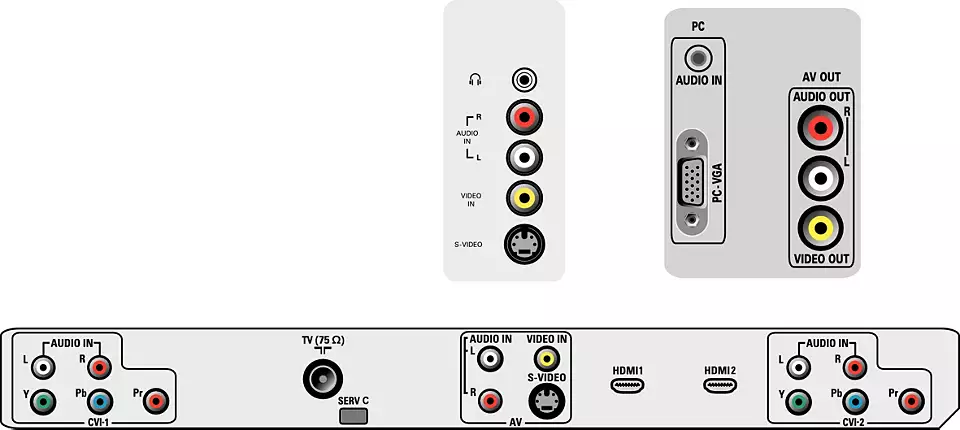 R
AUDIO
IN
L
VIDEO
IN
S-VIDEO
PC
AUDIO IN
PC-VGA
AV OUT
AUDIO OUT
R
L
VIDEO OUT
AUDIO IN
L R
Y Pb Pr
CVI-1
TV (75 Ω)
SERV C
AUDIO IN VIDEO IN
L
S-VIDEO
R
AV
HDMI1
HDMI2
AUDIO IN
L R
Y Pb Pr
CVI-2